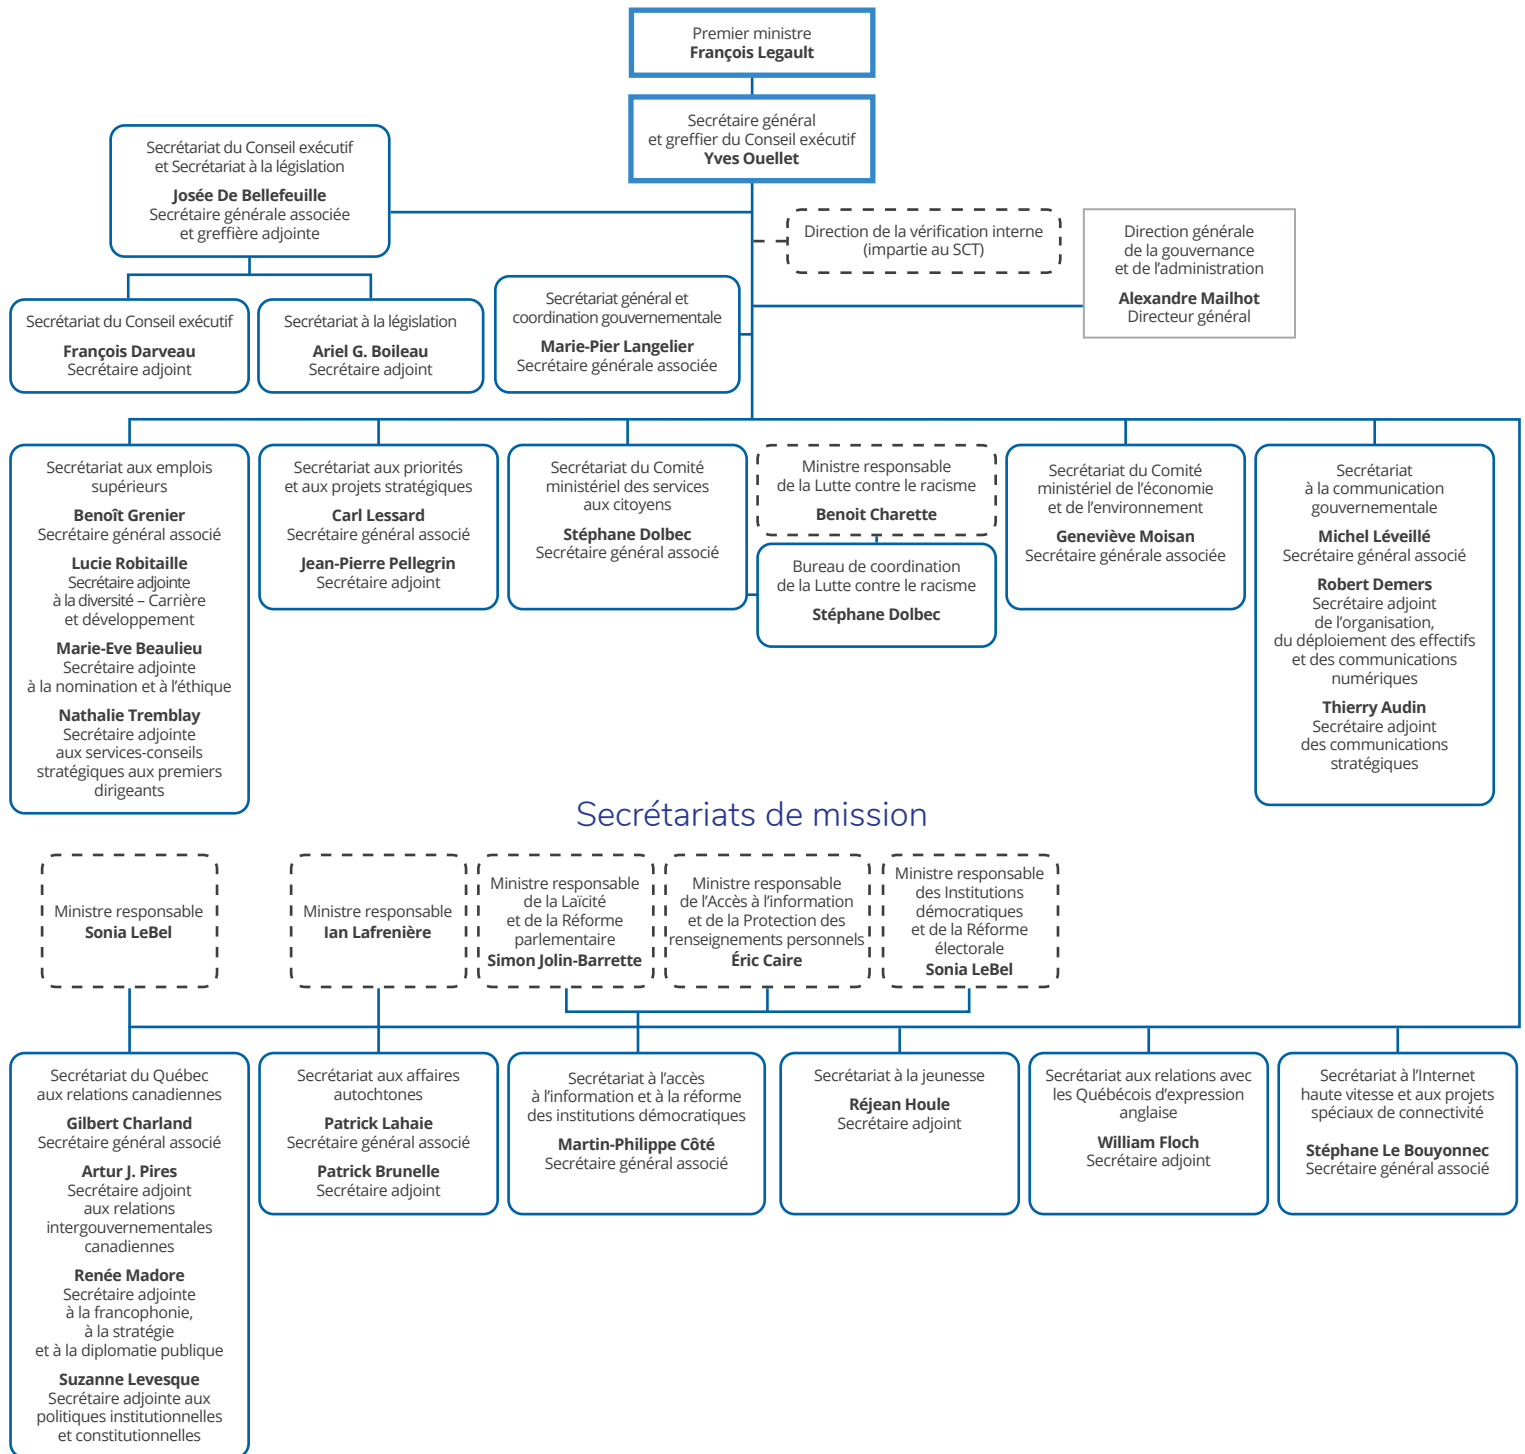 Premier ministre
François Legault
Secrétaire général
et greffier du Conseil exécutif
Yves Ouellet
Secrétariat du Conseil exécutif
et Secrétariat à la législation
Josée De Bellefeuille
Secrétaire générale associée
et greffière adjointe
Direction de la vérification interne
(impartie au SCT)
Direction générale
de la gouvernance
et de l’administration
Alexandre Mailhot
Directeur général
Secrétariat du Conseil exécutif
François Darveau
Secrétaire adjoint
Secrétariat à la législation
Ariel G. Boileau
Secrétaire adjoint
Secrétariat général et
coordination gouvernementale
Marie-Pier Langelier
Secrétaire générale associée
Secrétariat aux emplois
supérieurs
Benoît Grenier
Secrétaire général associé
Lucie Robitaille
Secrétaire adjointe
à la diversité – Carrière
et développement
Marie-Eve Beaulieu
Secrétaire adjointe
à la nomination et à l’éthique
Nathalie Tremblay
Secrétaire adjointe
aux services-conseils
stratégiques aux premiers
dirigeants
Secrétariat aux priorités
et aux projets stratégiques
Carl Lessard
Secrétaire général associé
Jean-Pierre Pellegrin
Secrétaire adjoint
Secrétariat du Comité
ministériel des services
aux citoyens
Stéphane Dolbec
Secrétaire général associé
Ministre responsable
de la Lutte contre le racisme
Benoit Charette
Bureau de coordination
de la Lutte contre le racisme
Stéphane Dolbec
Secrétariat du Comité
ministériel de l’économie
et de l’environnement
Geneviève Moisan
Secrétaire générale associée
Secrétariat
à la communication
gouvernementale
Michel Léveillé
Secrétaire général associé
Robert Demers
Secrétaire adjoint
de l’organisation,
du déploiement des effectifs
et des communications
numériques
Thierry Audin
Secrétaire adjoint
des communications
stratégiques
Secrétariats de mission
Ministre responsable
Sonia LeBel
Ministre responsable
Ian Lafrenière
Ministre responsable
de la Laïcité
et de la Réforme
parlementaire
Simon Jolin-Barrette
Ministre responsable
de l’Accès à l’information
et de la Protection des
renseignements personnels
Éric Caire
Ministre responsable
des Institutions
démocratiques
et de la Réforme
électorale
Sonia LeBel
Secrétariat du Québec
aux relations canadiennes
Gilbert Charland
Secrétaire général associé
Artur J. Pires
Secrétaire adjoint
aux relations
intergouvernementales
canadiennes
Renée Madore
Secrétaire adjointe
à la francophonie,
à la stratégie
et à la diplomatie publique
Suzanne Levesque
Secrétaire adjointe aux
politiques institutionnelles
et constitutionnelles
Secrétariat aux affaires
autochtones
Patrick Lahaie
Secrétaire général associé
Patrick Brunelle
Secrétaire adjoint
Secrétariat à l’accès
à l’information et à la réforme
des institutions démocratiques
Martin-Philippe Côté
Secrétaire général associé
Secrétariat à la jeunesse
Réjean Houle
Secrétaire adjoint
Secrétariat aux relations avec
les Québécois d’expression
anglaise
William Floch
Secrétaire adjoint
Secrétariat à l’Internet
haute vitesse et aux projets
spéciaux de connectivité
Stéphane Le Bouyonnec
Secrétaire général associé